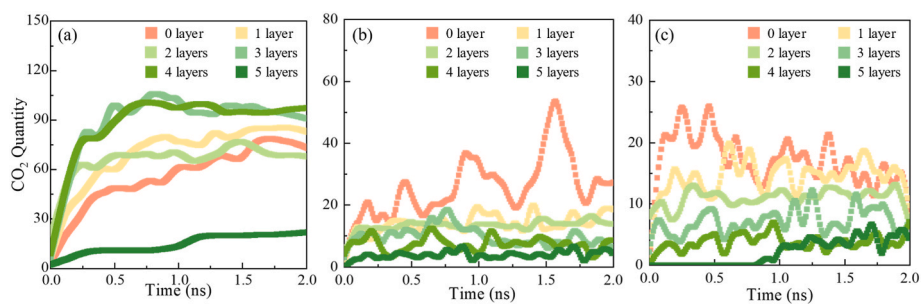 (a)
0 layer 1 layer
2 layers 3 layers
4 layers 5 layers
150
120
90
60
30
0
CO₂ Quantity
0.0 0.5 1.0 1.5 2.0
Time (ns)
(b)
0 layer 1 layer
2 layers 3 layers
4 layers 5 layers
80
60
40
20
0
0.0 0.5 1.0 1.5 2.0
Time (ns)
(c)
0 layer 1 layer
2 layers 3 layers
4 layers 5 layers
40
30
20
10
0
0.0 0.5 1.0 1.5 2.0
Time (ns)